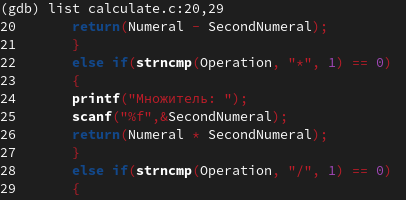 (gdb) list calculate.c:20,29
20 return(Numeral - SecondNumeral);
21 }
22 else if(strncmp(Operation, "*", 1) == 0)
23 {
24 printf("Множитель: ");
25 scanf("%f",&SecondNumeral);
26 return(Numeral * SecondNumeral);
27 }
28 else if(strncmp(Operation, "/", 1) == 0)
29 {